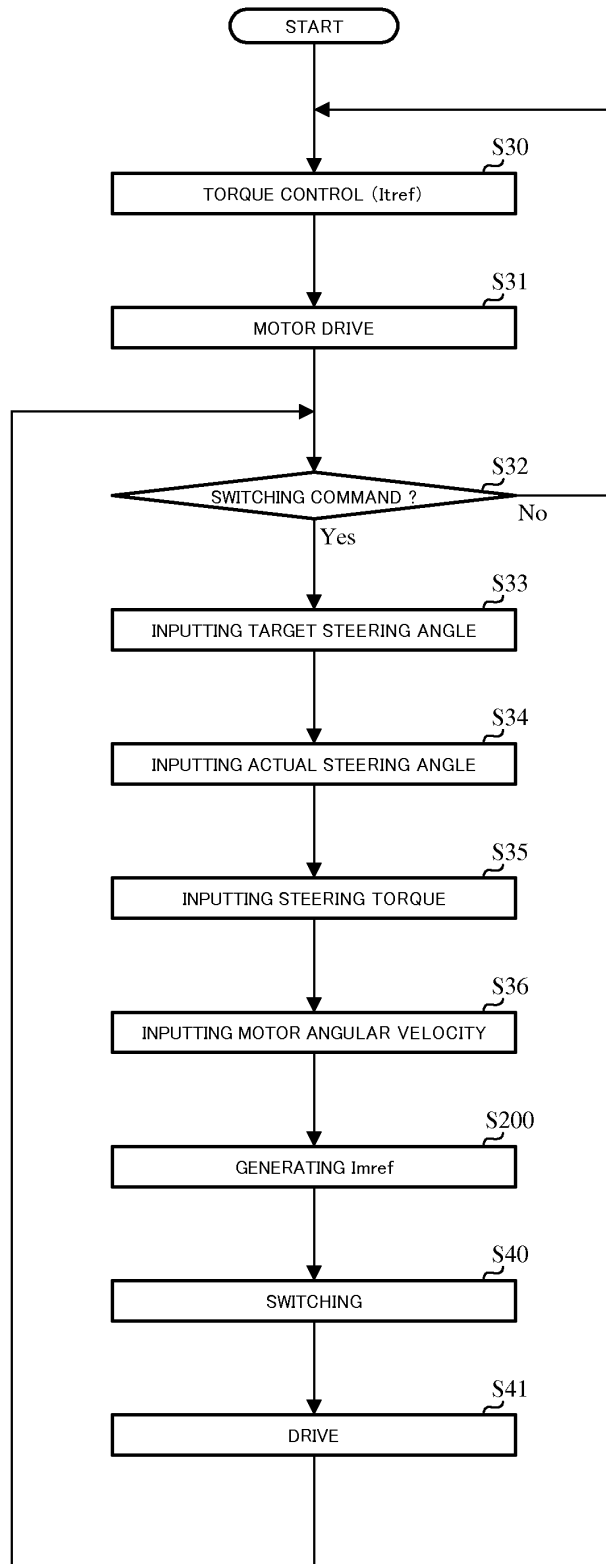 START
S30
TORQUE CONTROL (Itref)
S31
MOTOR DRIVE
S32
SWITCHING COMMAND ?
No
Yes
S33
INPUTTING TARGET STEERING ANGLE
S34
INPUTTING ACTUAL STEERING ANGLE
S35
INPUTTING STEERING TORQUE
S36
INPUTTING MOTOR ANGULAR VELOCITY
S200
GENERATING Imref
S40
SWITCHING
S41
DRIVE